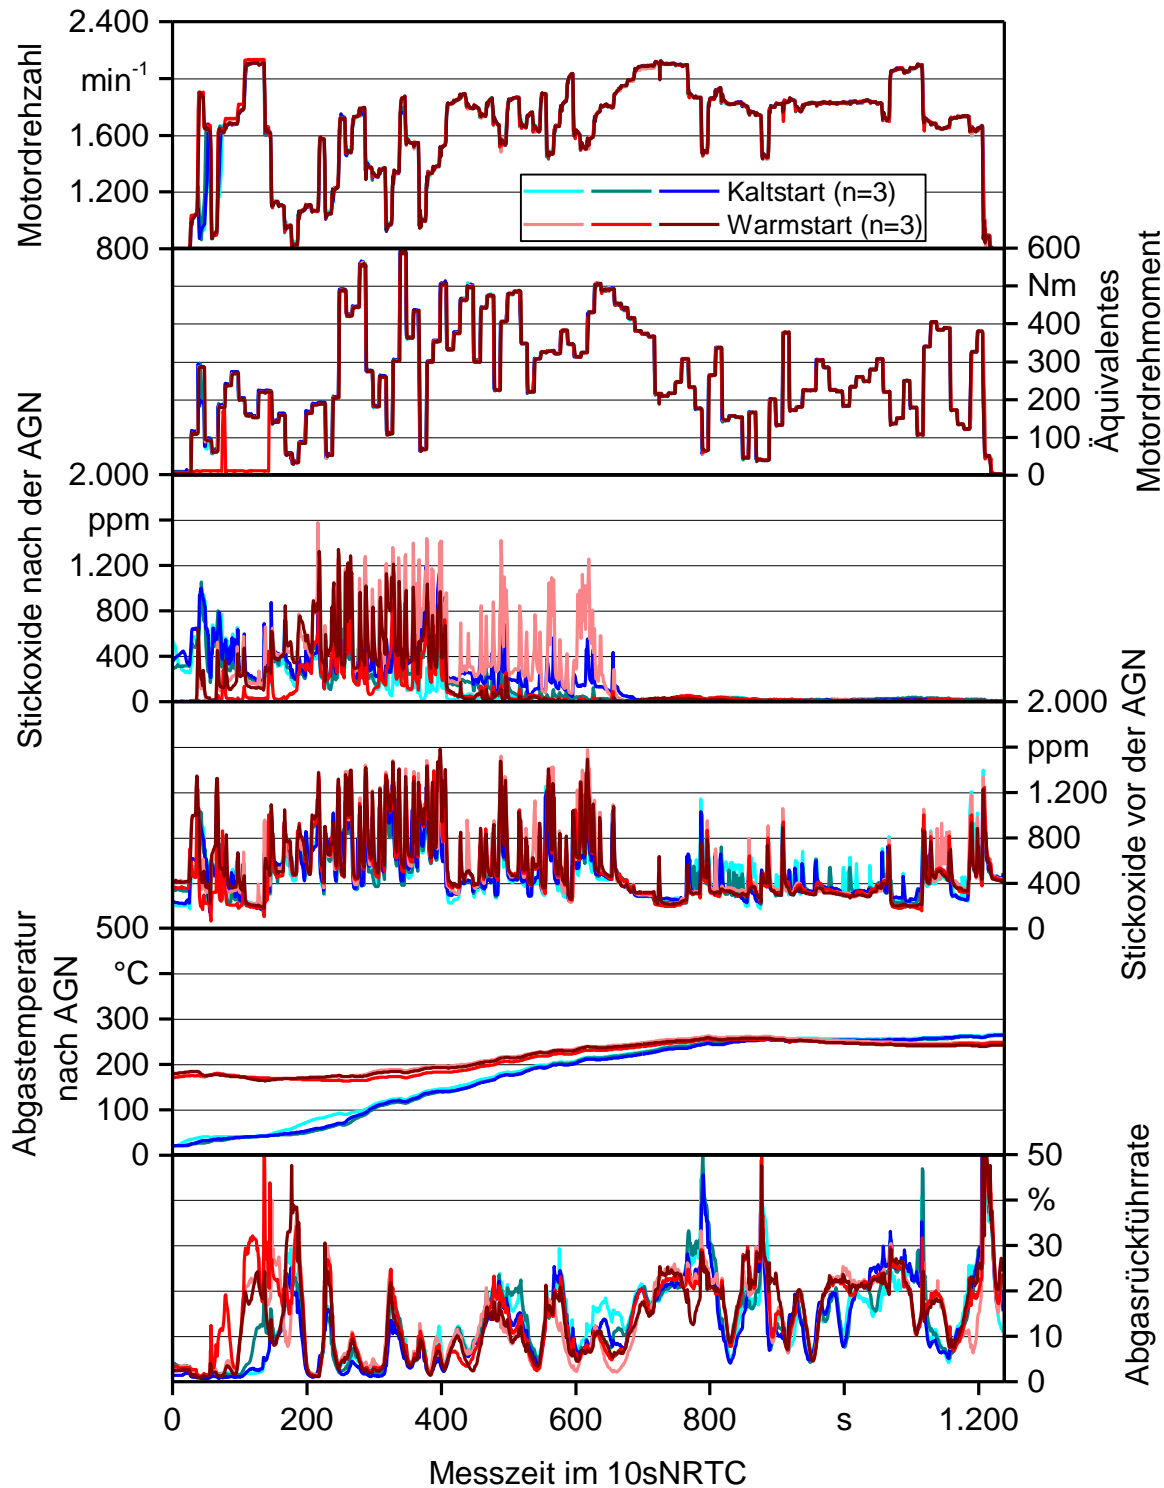 Motordrehzahl
2.400
min-1
1.600
1.200
800
Kaltstart (n=3)
Warmstart (n=3)
Äquivalentes
Motordrehmoment
600
Nm
400
300
200
100
0
Stickoxide nach der AGN
2.000
ppm
1.200
800
400
0
Stickoxide vor der AGN
2.000
ppm
1.200
800
400
0
Abgastemperatur
nach AGN
500
°C
300
200
100
0
Abgasrückführrate
50
%
30
20
10
0
0 200 400 600 800 s 1.200
Messzeit im 10sNRTC